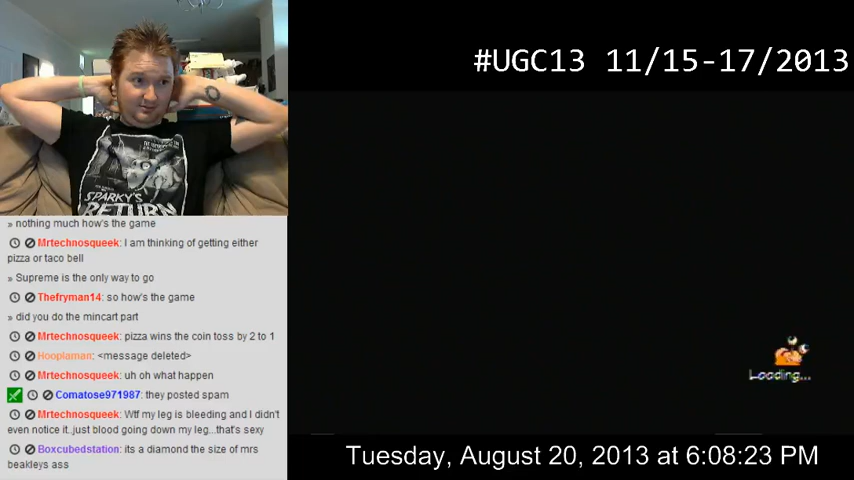 #UGC13 11/15-17/2013
SPARKY'S
RETURN
» nothing much how's the game
Mrtechnosqueek: I am thinking of getting either
pizza or taco bell
» Supreme is the only way to go
Thefryman14: so how's the game
» did you do the mincart part
Mrtechnosqueek: pizza wins the coin toss by 2 to 1
Hooplaman: <message deleted>
Mrtechnosqueek: uh oh what happen
Comatose971987: they posted spam
Mrtechnosqueek: Wtf my leg is bleeding and I didn't
even notice it..just blood going down my leg...that's sexy
Boxcubedstation: its a diamond the size of mrs
beakleys ass
Loading...
Tuesday, August 20, 2013 at 6:08:23 PM